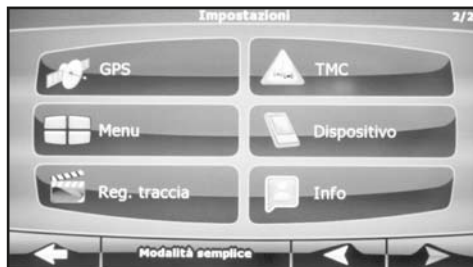 Impostazioni 2/2
GPS TMC
Menu Dispositivo
Reg. traccia Info
Modalità semplice